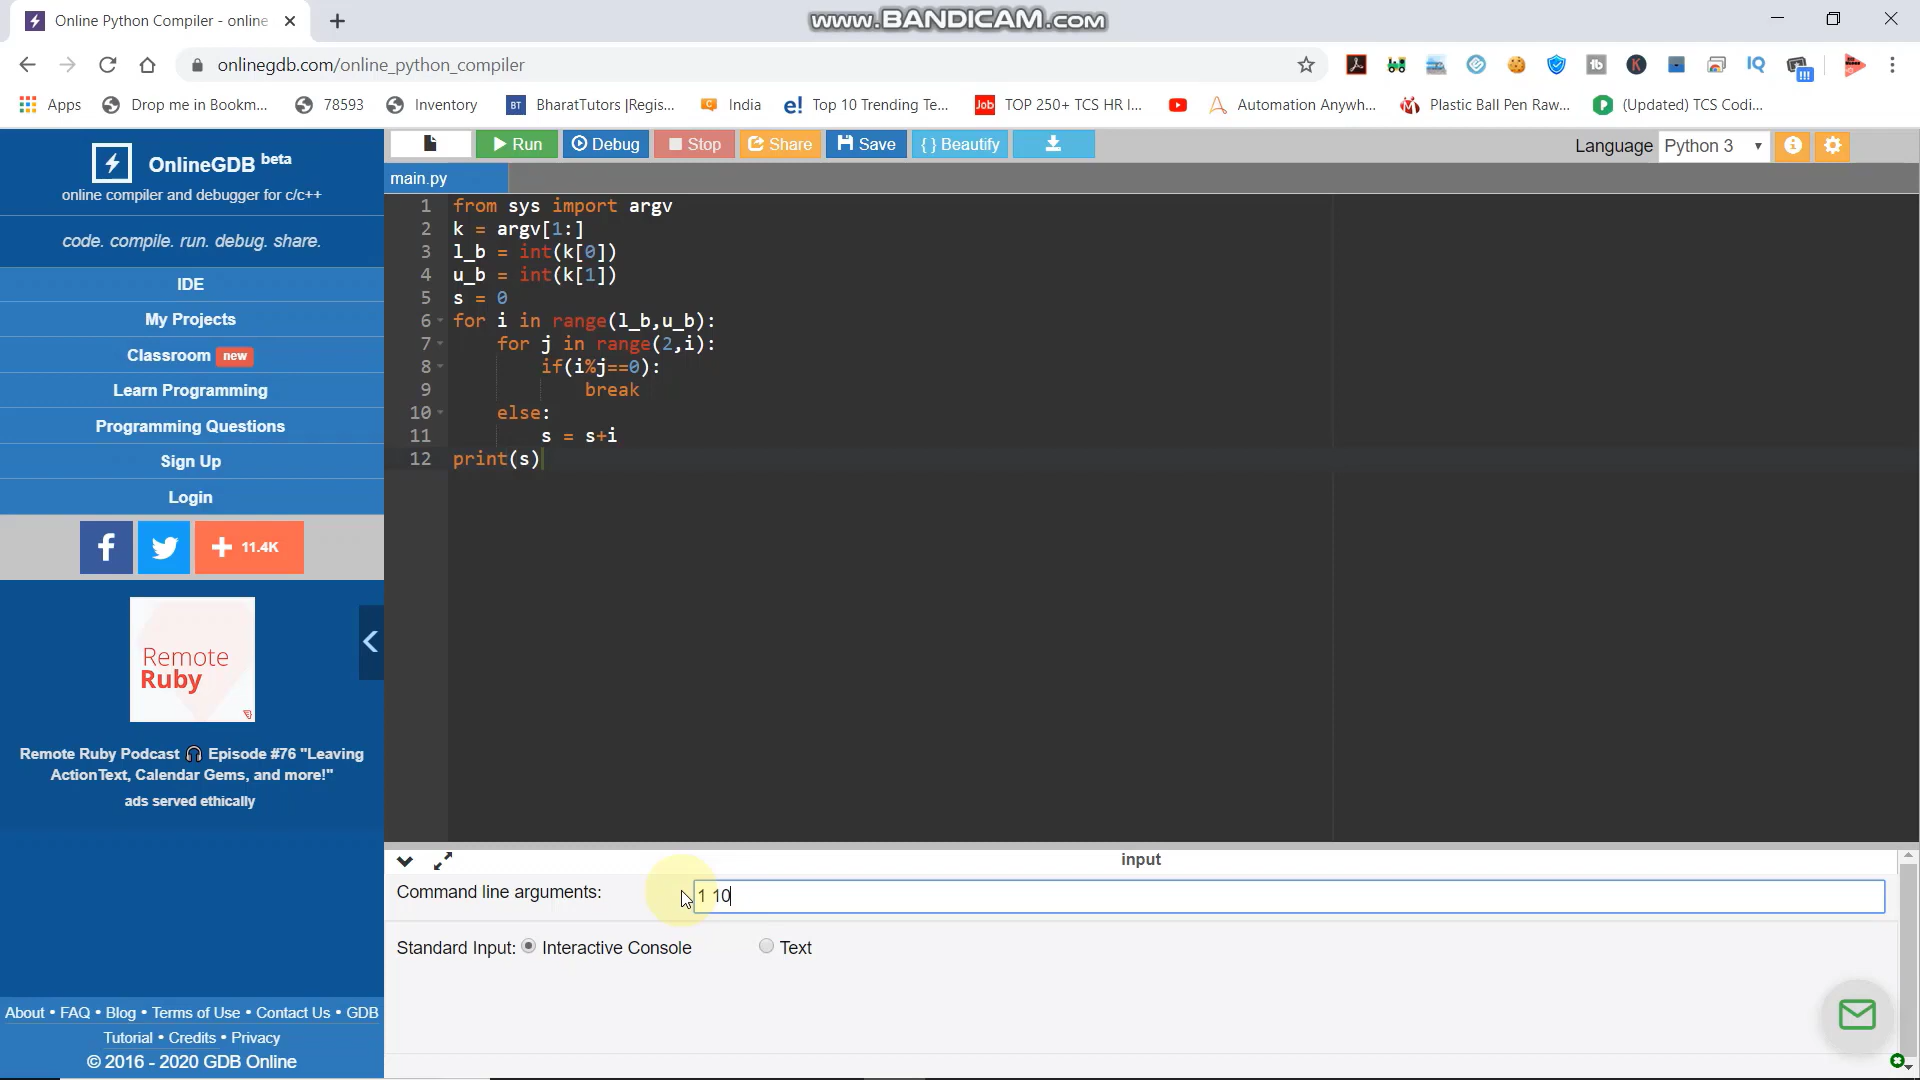 Online Python Compiler - online
www.BANDICAM.com
onlinegdb.com/online_python_compiler
Apps Drop me in Bookm... 78593 Inventory BT BharatTutors |Regis... India e! Top 10 Trending Te... Job TOP 250+ TCS HR I... Automation Anywh... Plastic Ball Pen Raw... (Updated) TCS Codi...
OnlineGDB beta
online compiler and debugger for c/c++
code. compile. run. debug. share.
IDE
My Projects
Classroom new
Learn Programming
Programming Questions
Sign Up
Login
11.4K
Remote
Ruby
Remote Ruby Podcast 🎧 Episode #76 "Leaving
ActionText, Calendar Gems, and more!"
ads served ethically
About • FAQ • Blog • Terms of Use • Contact Us • GDB
Tutorial • Credits • Privacy
© 2016 - 2020 GDB Online
Run Debug Stop Share Save { } Beautify
Language Python 3
main.py
1 from sys import argv
2 k = argv[1:]
3 l_b = int(k[0])
4 u_b = int(k[1])
5 s = 0
6 for i in range(l_b,u_b):
7 for j in range(2,i):
8 if(i%j==0):
9 break
10 else:
11 s = s+i
12 print(s)
input
Command line arguments: 1 10
Standard Input: Interactive Console Text